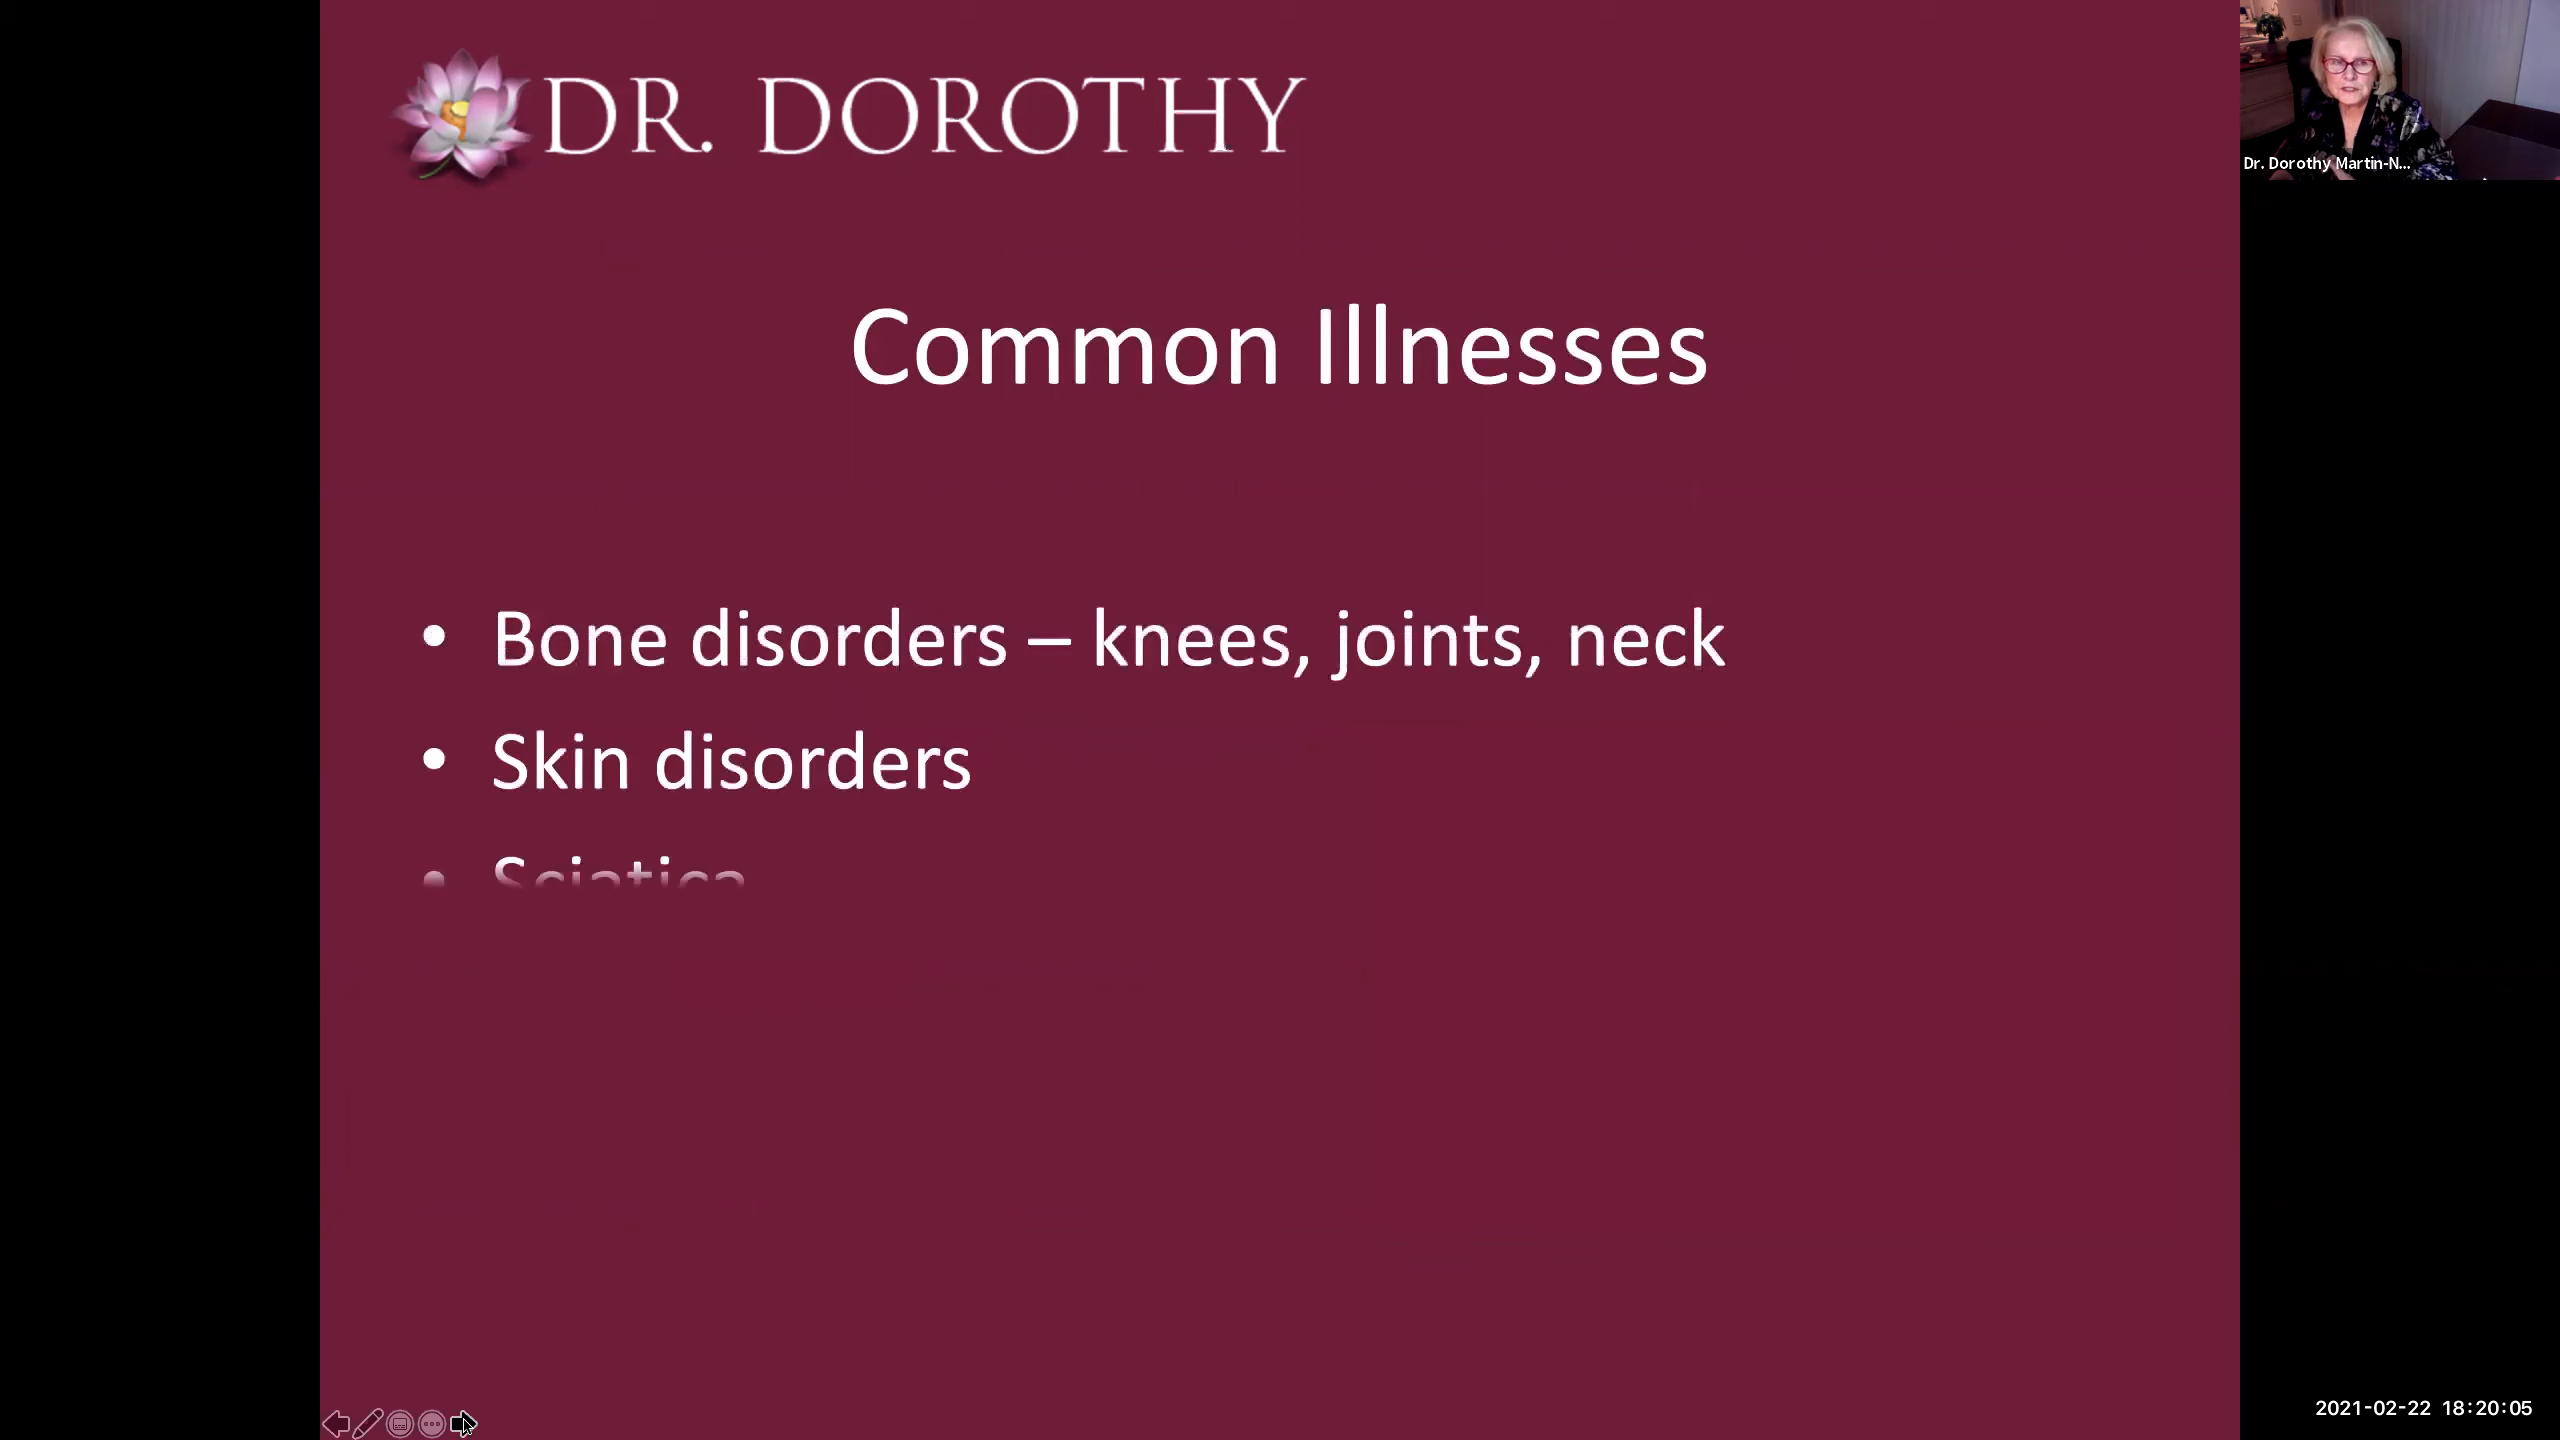 DR. DOROTHY
Dr. Dorothy Martin-N...
Common Illnesses
• Bone disorders – knees, joints, neck
• Skin disorders
• Sciatica
2021-02-22 18:20:05